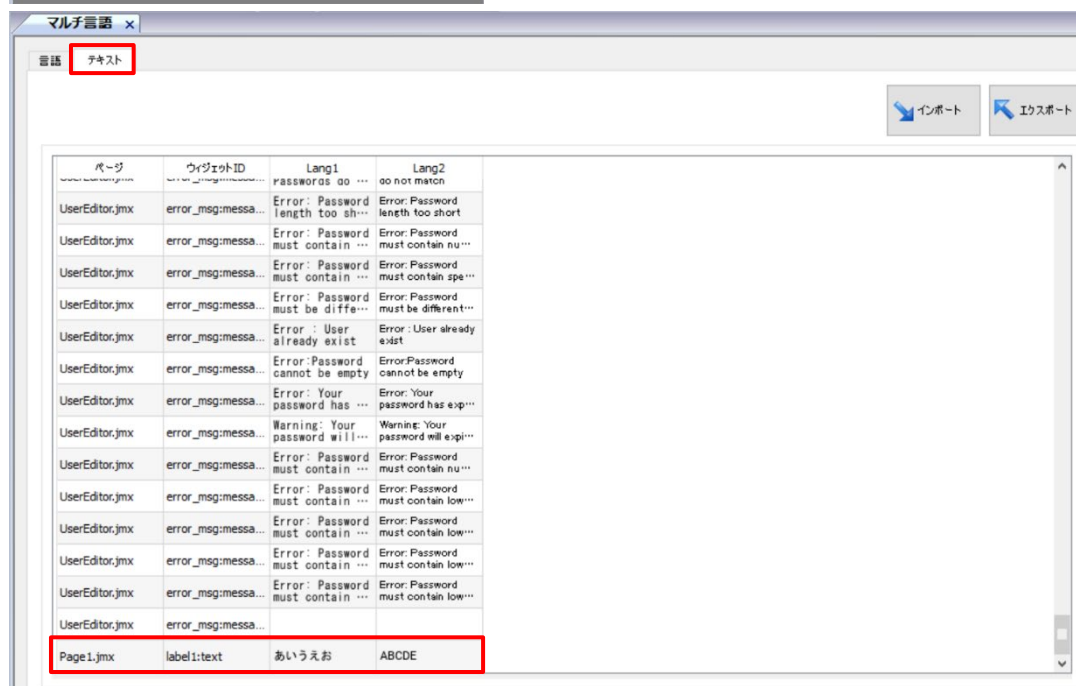 マルチ言語 x
言語 テキスト
インポート エクスポート
ページ ウィジェットID Lang1 Lang2
Passwords do … do not match
UserEditor.jmx error_msg:messa... Error: Password length too sh… Error: Password length too short
UserEditor.jmx error_msg:messa... Error: Password must contain … Error: Password must contain nu…
UserEditor.jmx error_msg:messa... Error: Password must contain … Error: Password must contain spe…
UserEditor.jmx error_msg:messa... Error: Password must be diffe… Error: Password must be different…
UserEditor.jmx error_msg:messa... Error : User already exist Error : User already exist
UserEditor.jmx error_msg:messa... Error:Password cannot be empty Error:Password cannot be empty
UserEditor.jmx error_msg:messa... Error: Your password has … Error: Your password has exp…
UserEditor.jmx error_msg:messa... Warning: Your password will… Warning: Your password will expi…
UserEditor.jmx error_msg:messa... Error: Password must contain … Error: Password must contain nu…
UserEditor.jmx error_msg:messa... Error: Password must contain … Error: Password must contain low…
UserEditor.jmx error_msg:messa... Error: Password must contain … Error: Password must contain low…
UserEditor.jmx error_msg:messa... Error: Password must contain … Error: Password must contain low…
UserEditor.jmx error_msg:messa... Error: Password must contain … Error: Password must contain low…
UserEditor.jmx error_msg:messa...
Page1.jmx label1:text あいうえお ABCDE